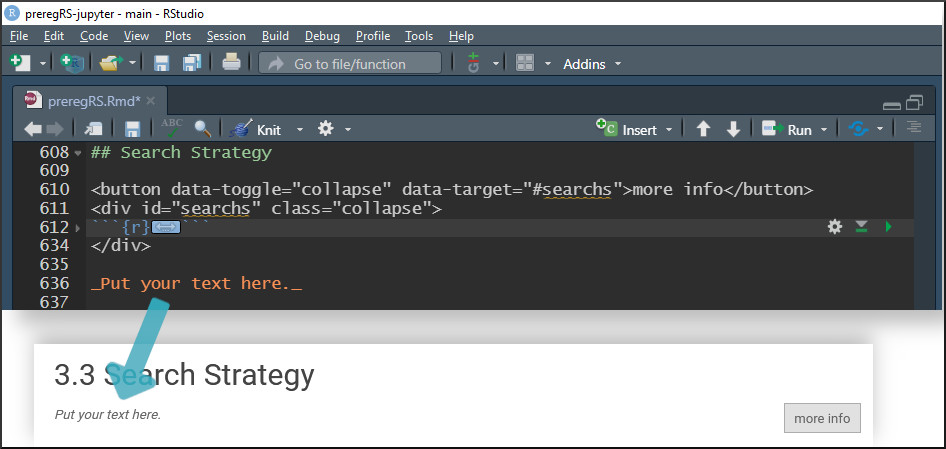 preregRS-jupyter - main - RStudio
File Edit Code View Plots Session Build Debug Profile Tools Help
Go to file/function Addins
preregRS.Rmd*
ABC Knit Insert Run
608 ## Search Strategy
609
610 <button data-toggle="collapse" data-target="#searchs">more info</button>
611 <div id="searchs" class="collapse">
612 ```{r} ```
634 </div>
635
636 _Put your text here._
637
3.3 Search Strategy
Put your text here.
more info